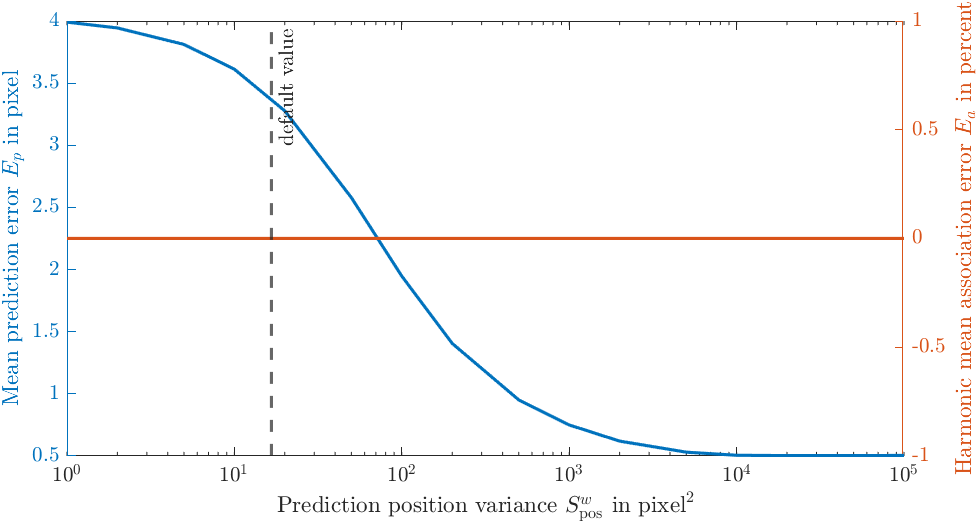 4
3.5
3
2.5
2
1.5
1
0.5
Mean prediction error E_p in pixel
default value
1
0.5
0
-0.5
-1
Harmonic mean association error E_a in percent
10^0 10^1 10^2 10^3 10^4 10^5
Prediction position variance S^w_pos in pixel^2